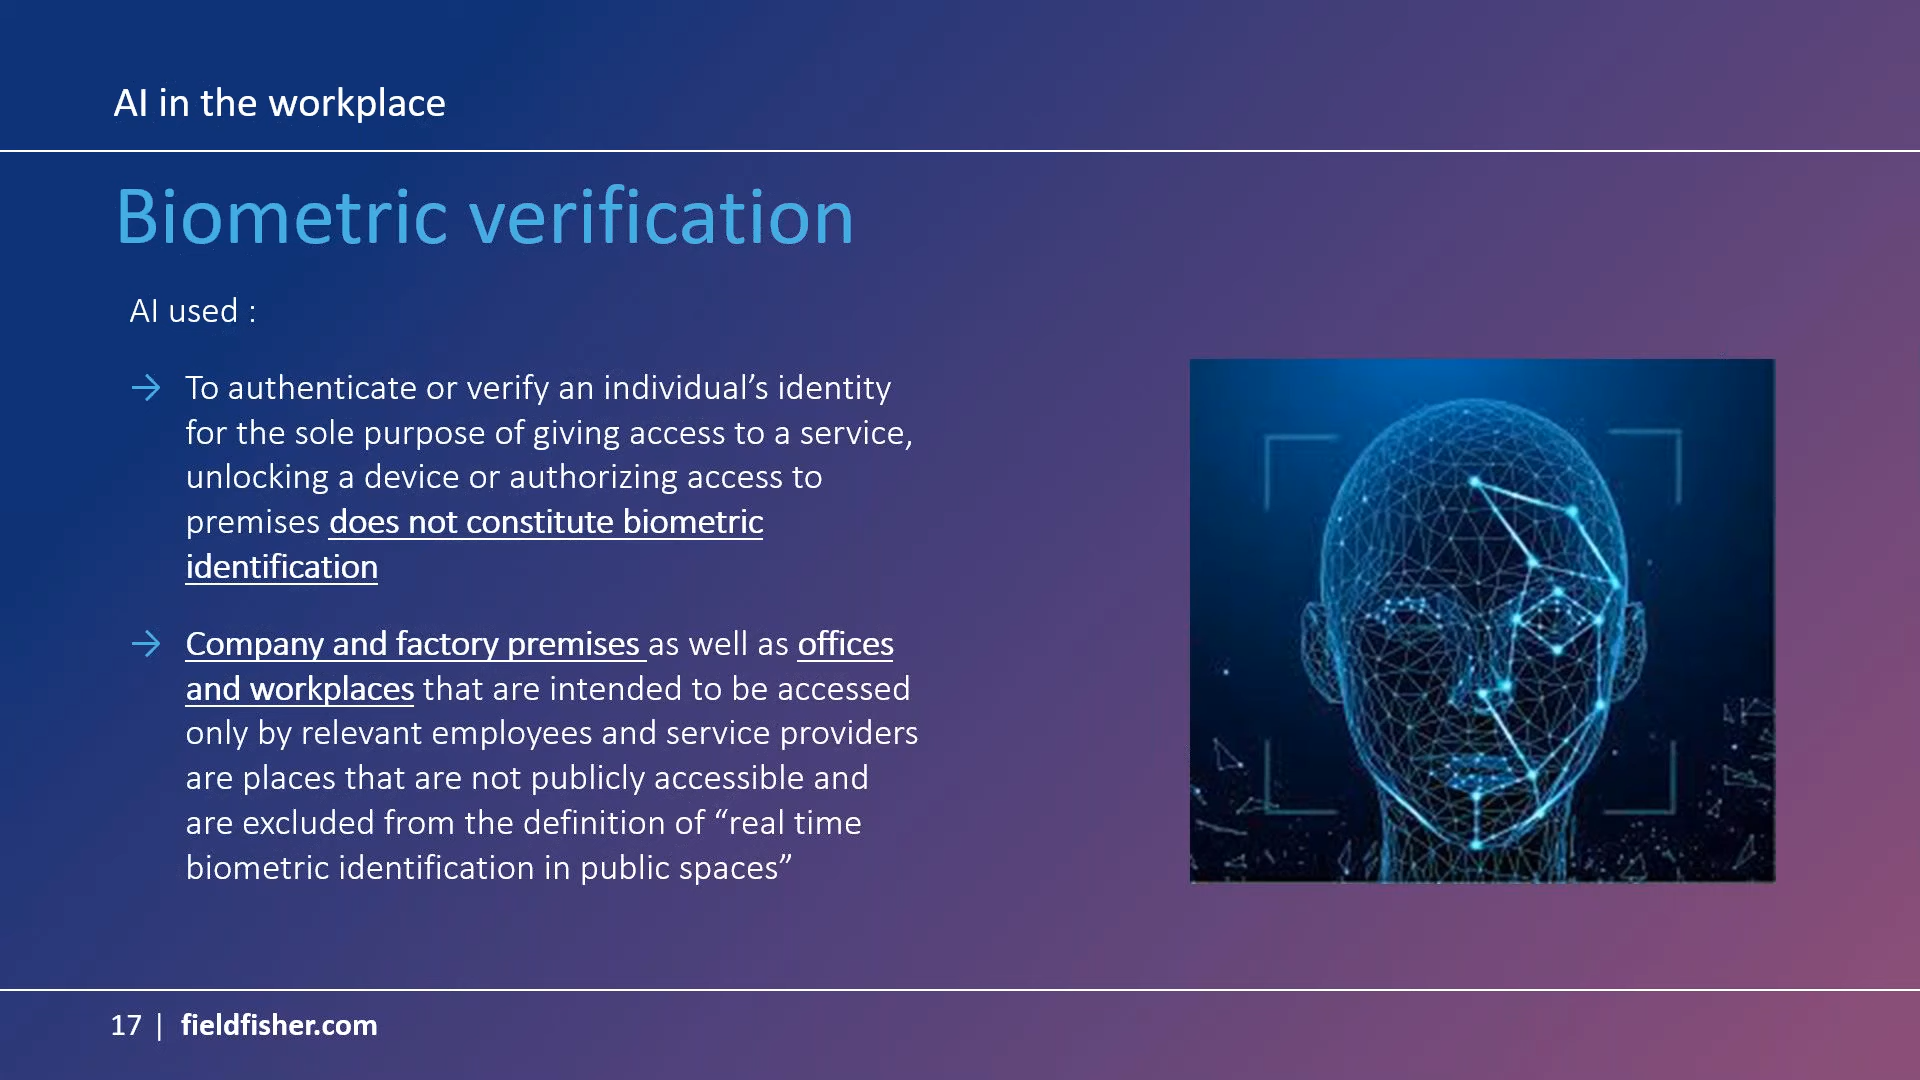 AI in the workplace
Biometric verification
AI used :
→ To authenticate or verify an individual’s identity
for the sole purpose of giving access to a service,
unlocking a device or authorizing access to
premises does not constitute biometric
identification
→ Company and factory premises as well as offices
and workplaces that are intended to be accessed
only by relevant employees and service providers
are places that are not publicly accessible and
are excluded from the definition of “real time
biometric identification in public spaces”
17 | fieldfisher.com